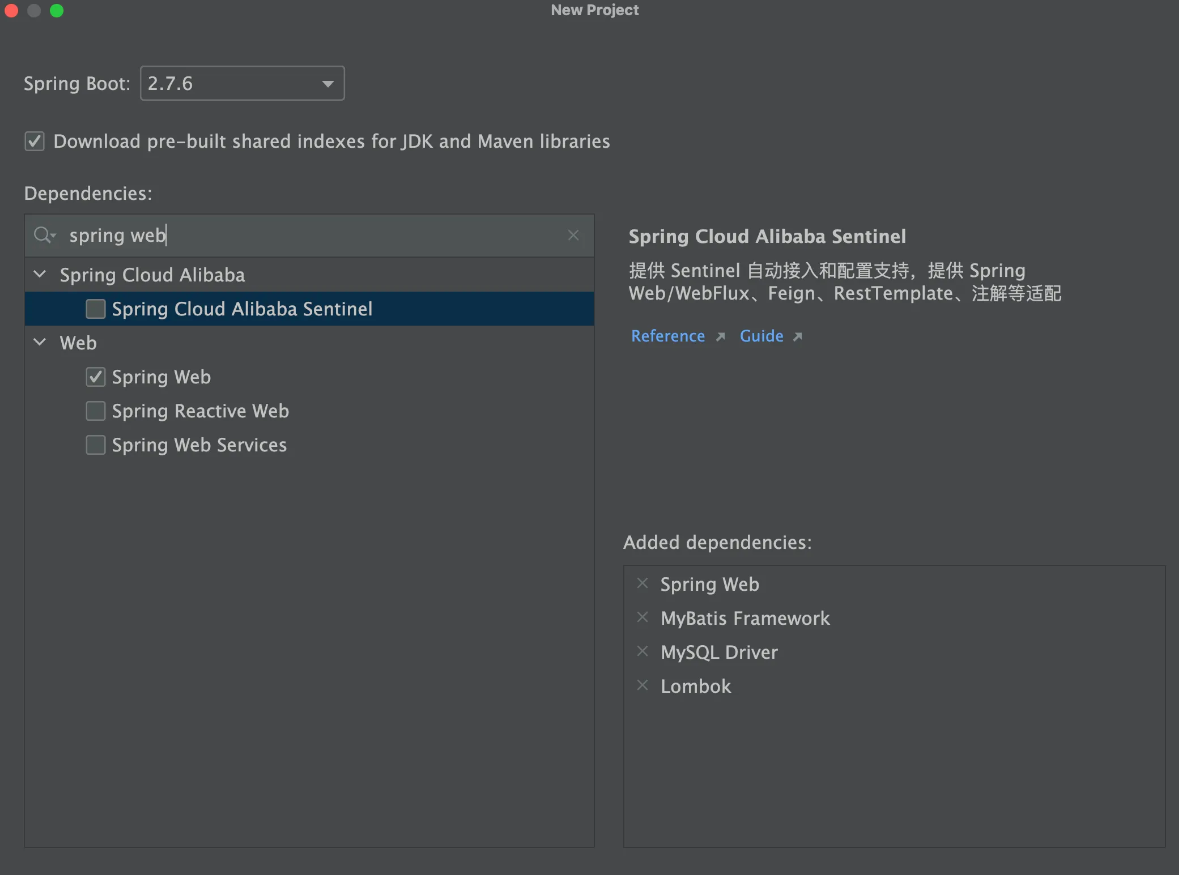 New Project
Spring Boot:
2.7.6
Download pre-built shared indexes for JDK and Maven libraries
Dependencies:
spring web
Spring Cloud Alibaba
Spring Cloud Alibaba Sentinel
Web
Spring Web
Spring Reactive Web
Spring Web Services
Spring Cloud Alibaba Sentinel
提供 Sentinel 自动接入和配置支持，提供 Spring
Web/WebFlux、Feign、RestTemplate、注解等适配
Reference
Guide
Added dependencies:
Spring Web
MyBatis Framework
MySQL Driver
Lombok